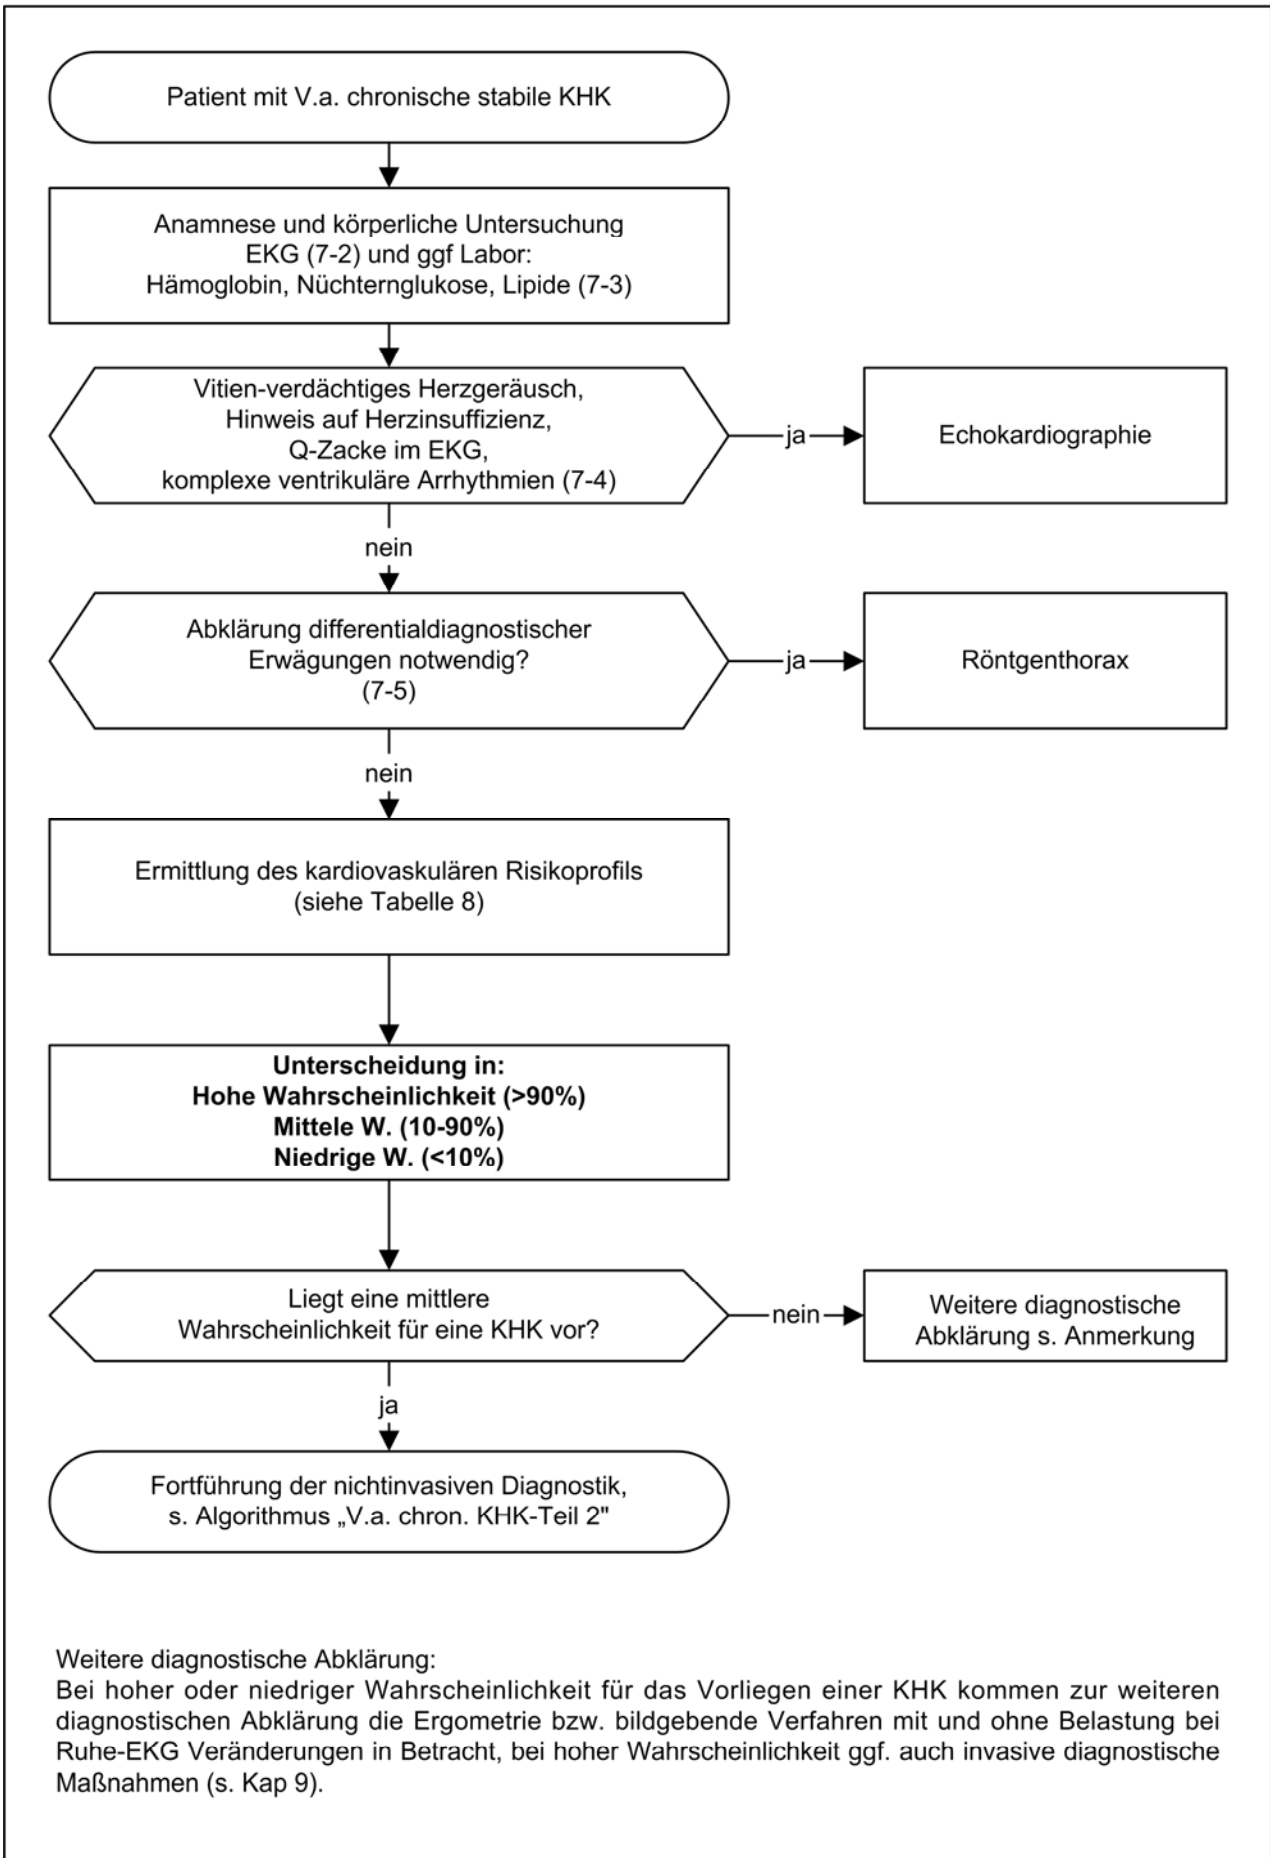 Patient mit V.a. chronische stabile KHK
Anamnese und körperliche Untersuchung
EKG (7-2) und ggf Labor:
Hämoglobin, Nüchternglukose, Lipide (7-3)
Vitien-verdächtiges Herzgeräusch,
Hinweis auf Herzinsuffizienz,
Q-Zacke im EKG,
komplexe ventrikuläre Arrhythmien (7-4)
ja
Echokardiographie
nein
Abklärung differentialdiagnostischer
Erwägungen notwendig?
(7-5)
ja
Röntgenthorax
nein
Ermittlung des kardiovaskulären Risikoprofils
(siehe Tabelle 8)
Unterscheidung in:
Hohe Wahrscheinlichkeit (>90%)
Mittele W. (10-90%)
Niedrige W. (<10%)
Liegt eine mittlere
Wahrscheinlichkeit für eine KHK vor?
nein
Weitere diagnostische
Abklärung s. Anmerkung
ja
Fortführung der nichtinvasiven Diagnostik,
s. Algorithmus „V.a. chron. KHK-Teil 2"
Weitere diagnostische Abklärung:
Bei hoher oder niedriger Wahrscheinlichkeit für das Vorliegen einer KHK kommen zur weiteren
diagnostischen Abklärung die Ergometrie bzw. bildgebende Verfahren mit und ohne Belastung bei
Ruhe-EKG Veränderungen in Betracht, bei hoher Wahrscheinlichkeit ggf. auch invasive diagnostische
Maßnahmen (s. Kap 9).